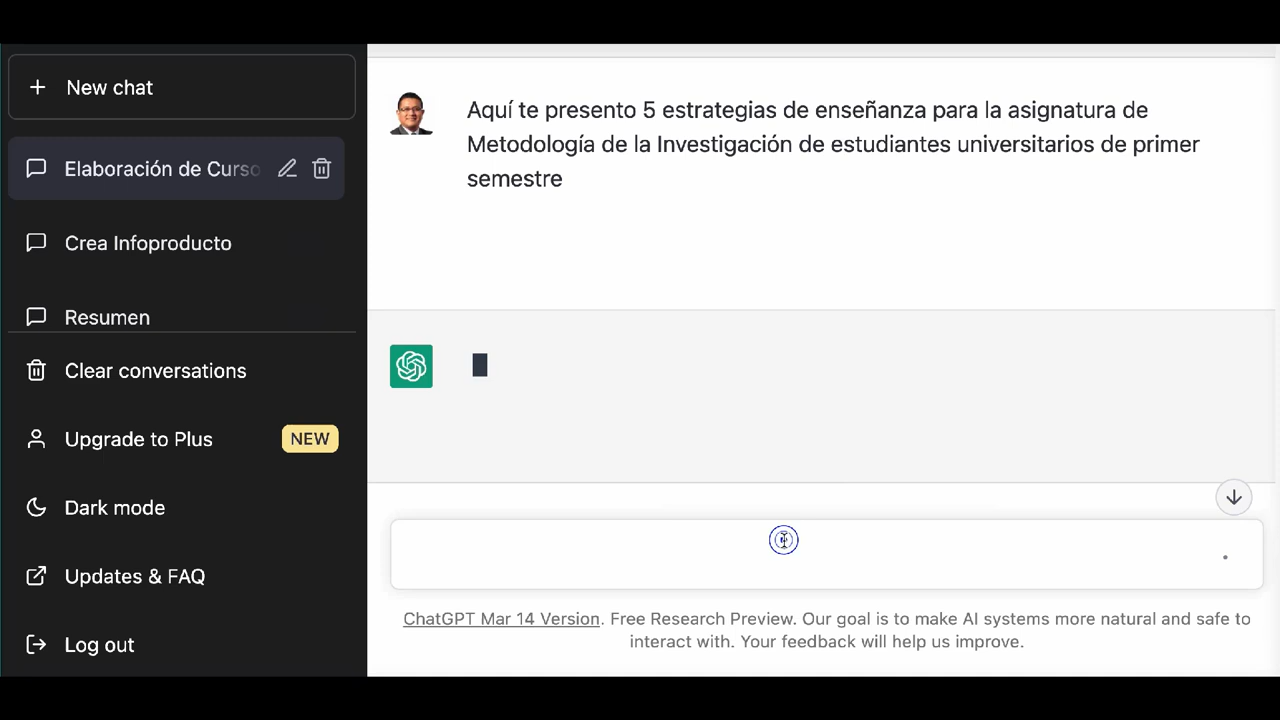 New chat
Elaboración de Curso
Crea Infoproducto
Resumen
Clear conversations
Upgrade to Plus NEW
Dark mode
Updates & FAQ
Log out
Aquí te presento 5 estrategias de enseñanza para la asignatura de
Metodología de la Investigación de estudiantes universitarios de primer
semestre
ChatGPT Mar 14 Version. Free Research Preview. Our goal is to make AI systems more natural and safe to
interact with. Your feedback will help us improve.